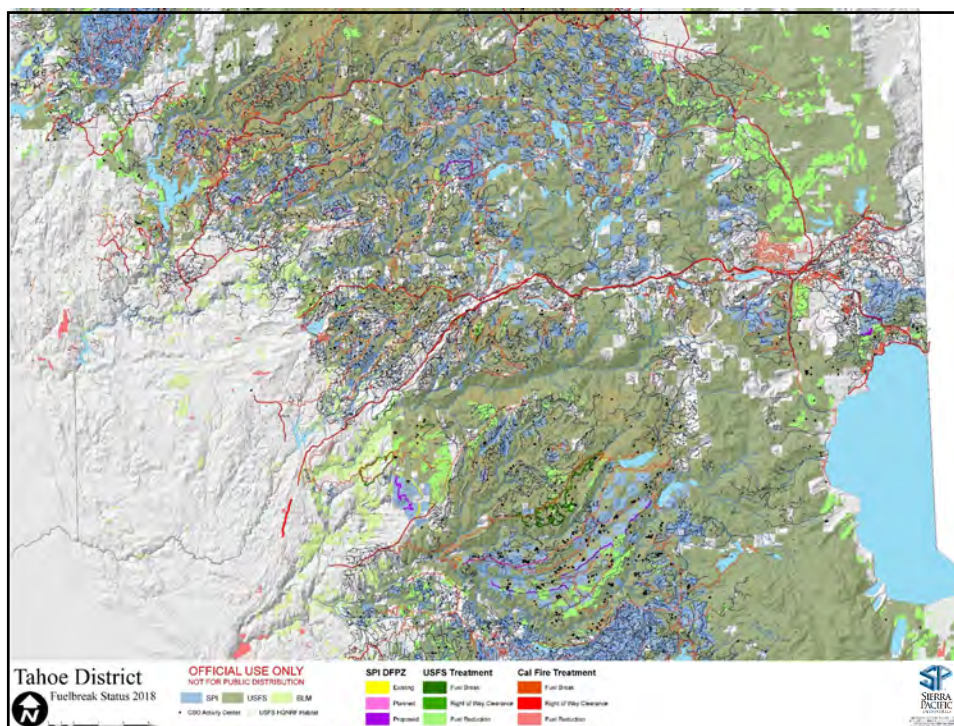 Tahoe District
Fuelbreak Status 2018
N
OFFICIAL USE ONLY
NOT FOR PUBLIC DISTRIBUTION
SPI USFS BLM
CSO Activity Center USFS HGNRF Habitat
SPI DFPZ
Existing
Planned
Proposed
USFS Treatment
Fuel Break
Right of Way Clearance
Fuel Reduction
Cal Fire Treatment
Fuel Break
Right of Way Clearance
Fuel Reduction
SP
SIERRA
PACIFIC